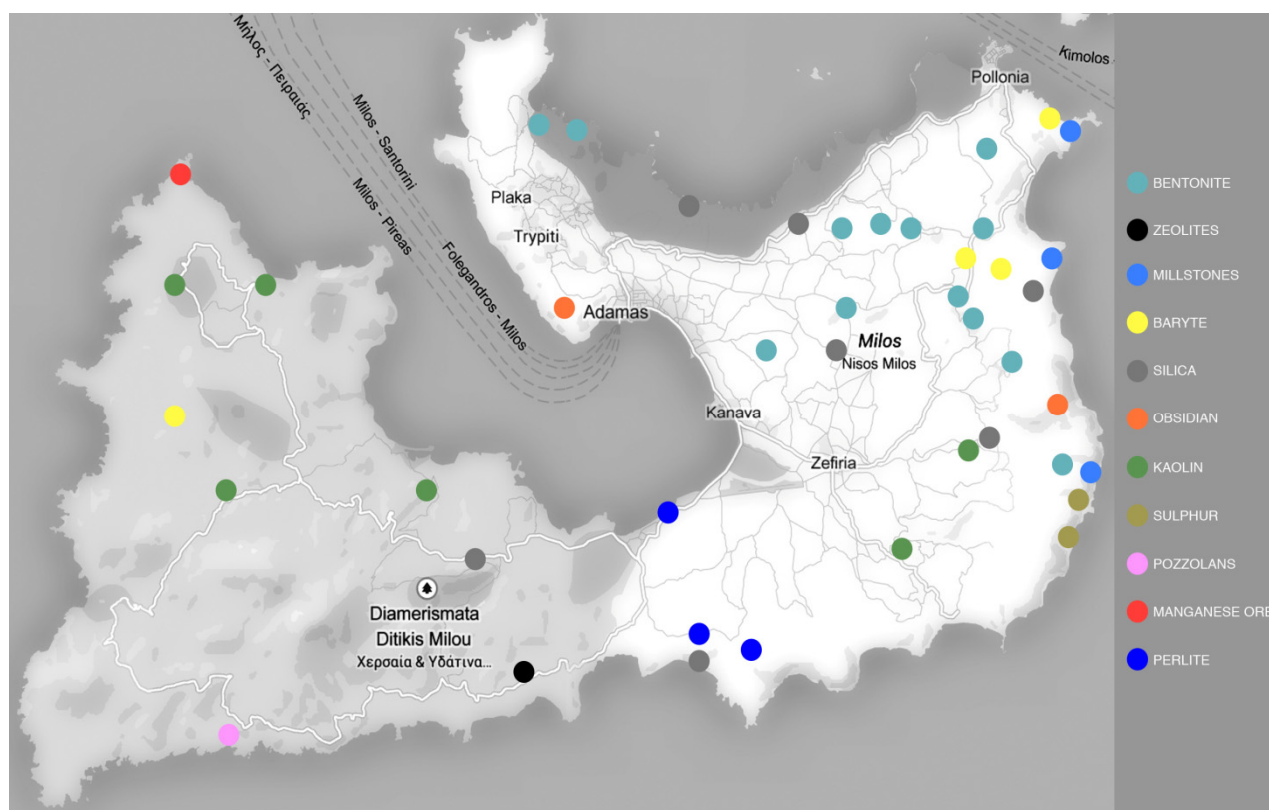 Μήλος - Πειραιάς
Milos - Santorini
Milos - Pireas
Folegandros - Milos
Kimolos
Pollonia
Plaka
Trypiti
Adamas
Milos
Nisos Milos
Kanava
Zefiria
Diamerismata
Ditikis Milou
Χερσαία & Υδάτινα...
BENTONITE
ZEOLITES
MILLSTONES
BARYTE
SILICA
OBSIDIAN
KAOLIN
SULPHUR
POZZOLANS
MANGANESE ORE
PERLITE